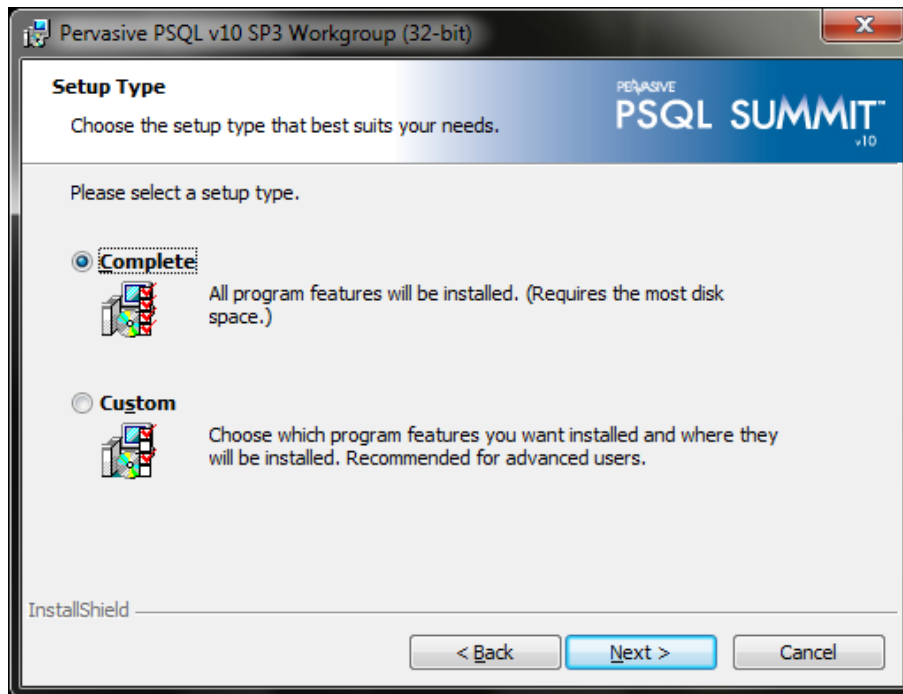 Pervasive PSQL v10 SP3 Workgroup (32-bit)
Setup Type
Choose the setup type that best suits your needs.
PERVASIVE
PSQL SUMMIT™
v10
Please select a setup type.
Complete
All program features will be installed. (Requires the most disk
space.)
Custom
Choose which program features you want installed and where they
will be installed. Recommended for advanced users.
InstallShield
< Back
Next >
Cancel